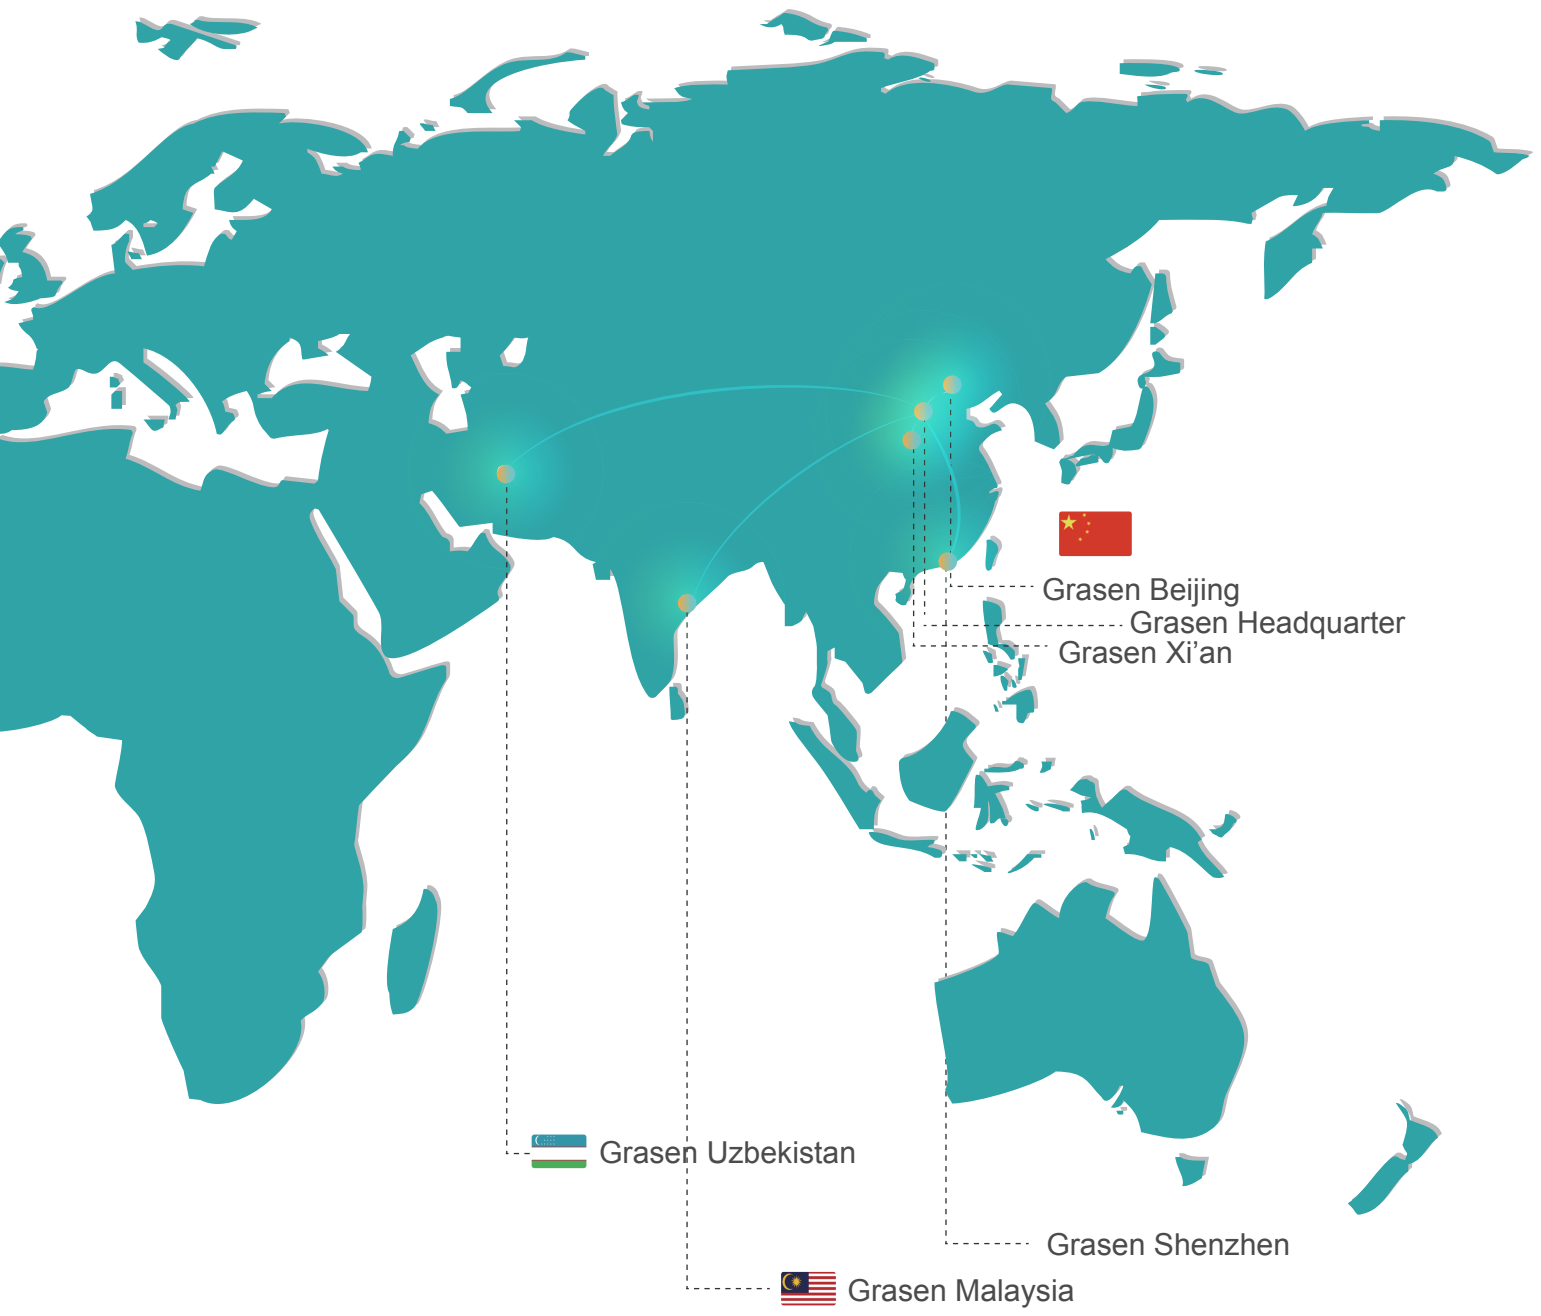 Grasen Beijing
Grasen Headquarter
Grasen Xi’an
Grasen Uzbekistan
Grasen Shenzhen
Grasen Malaysia